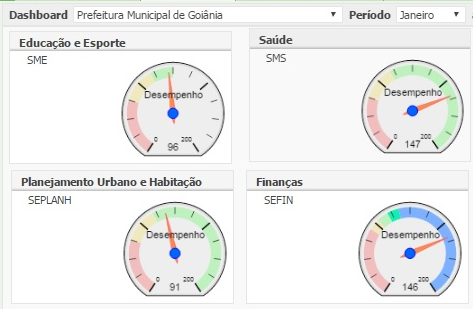 Dashboard Prefeitura Municipal de Goiânia Período Janeiro
Educação e Esporte
SME
Desempenho
0 200
96
Saúde
SMS
Desempenho
0 200
147
Planejamento Urbano e Habitação
SEPLANH
Desempenho
0 200
91
Finanças
SEFIN
Desempenho
0 200
146